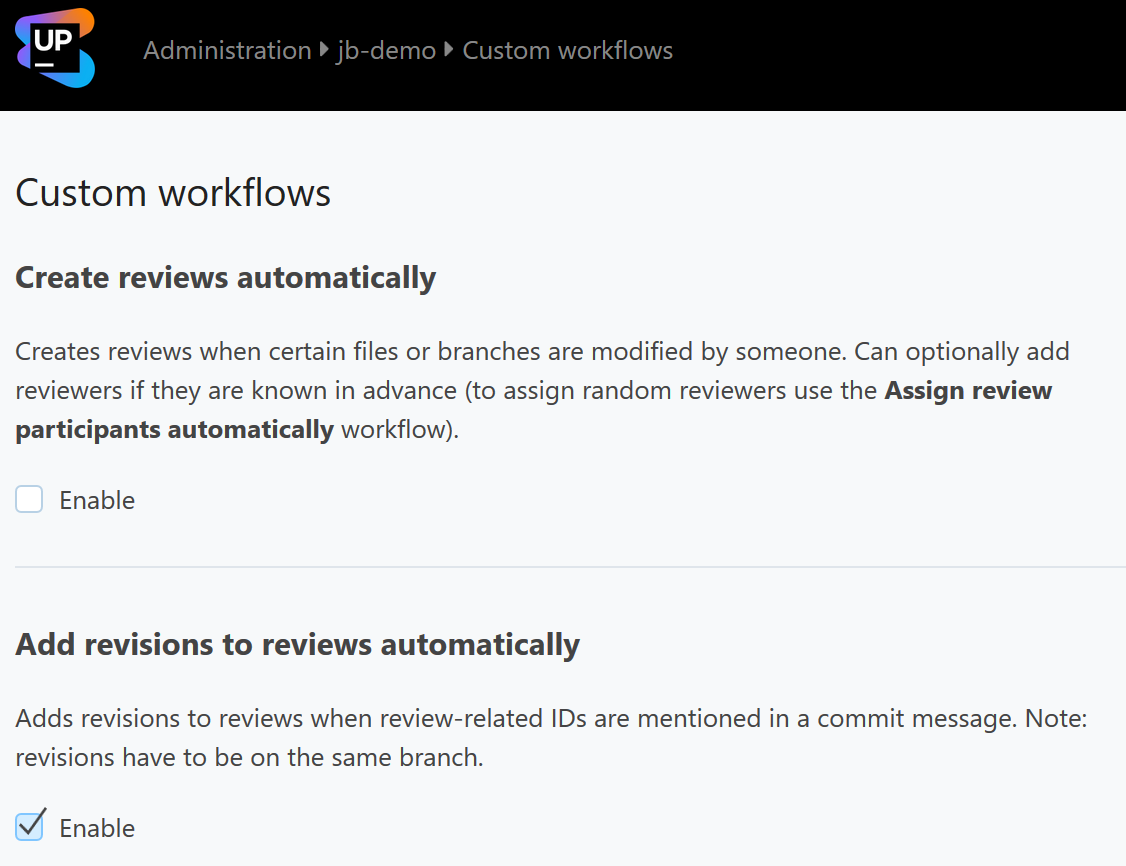 UP
Administration jb-demo Custom workflows
Custom workflows
Create reviews automatically
Creates reviews when certain files or branches are modified by someone. Can optionally add
reviewers if they are known in advance (to assign random reviewers use the Assign review
participants automatically workflow).
Enable
Add revisions to reviews automatically
Adds revisions to reviews when review-related IDs are mentioned in a commit message. Note:
revisions have to be on the same branch.
Enable